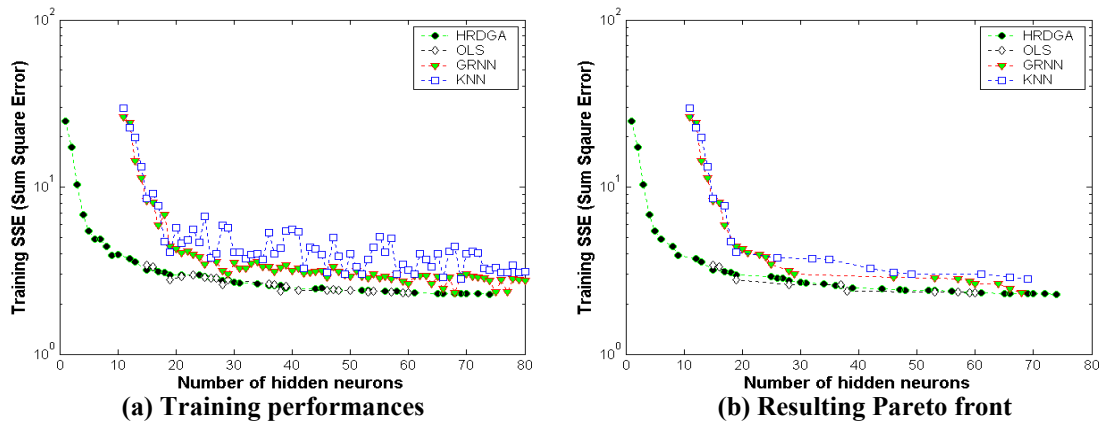 10^2
HRDGA
OLS
GRNN
KNN
Training SSE (Sum Square Error)
10^1
10^0
0 10 20 30 40 50 60 70 80
Number of hidden neurons
(a) Training performances
10^2
HRDGA
OLS
GRNN
KNN
Training SSE (Sum Sqaure Error)
10^1
10^0
0 10 20 30 40 50 60 70 80
Number of hidden neurons
(b) Resulting Pareto front